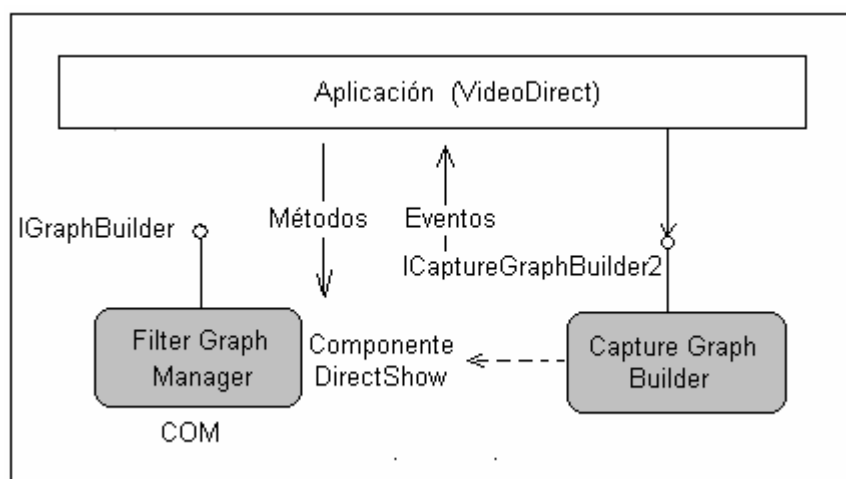 Aplicación (VideoDirect)
IGraphBuilder
Métodos
Eventos
ICaptureGraphBuilder2
Filter Graph
Manager
Componente
DirectShow
Capture Graph
Builder
COM